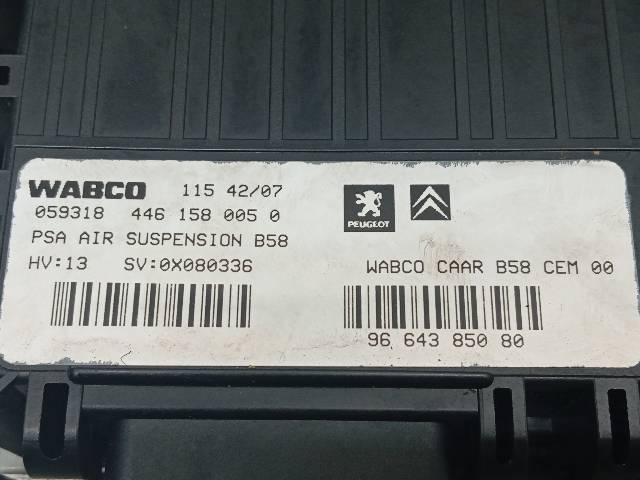 WABCO 115 42/07
059318 446 158 005 0
PSA AIR SUSPENSION B58
HV:13 SV:0X080336
PEUGEOT
WABCO CAAR B58 CEM 00
96 643 850 80